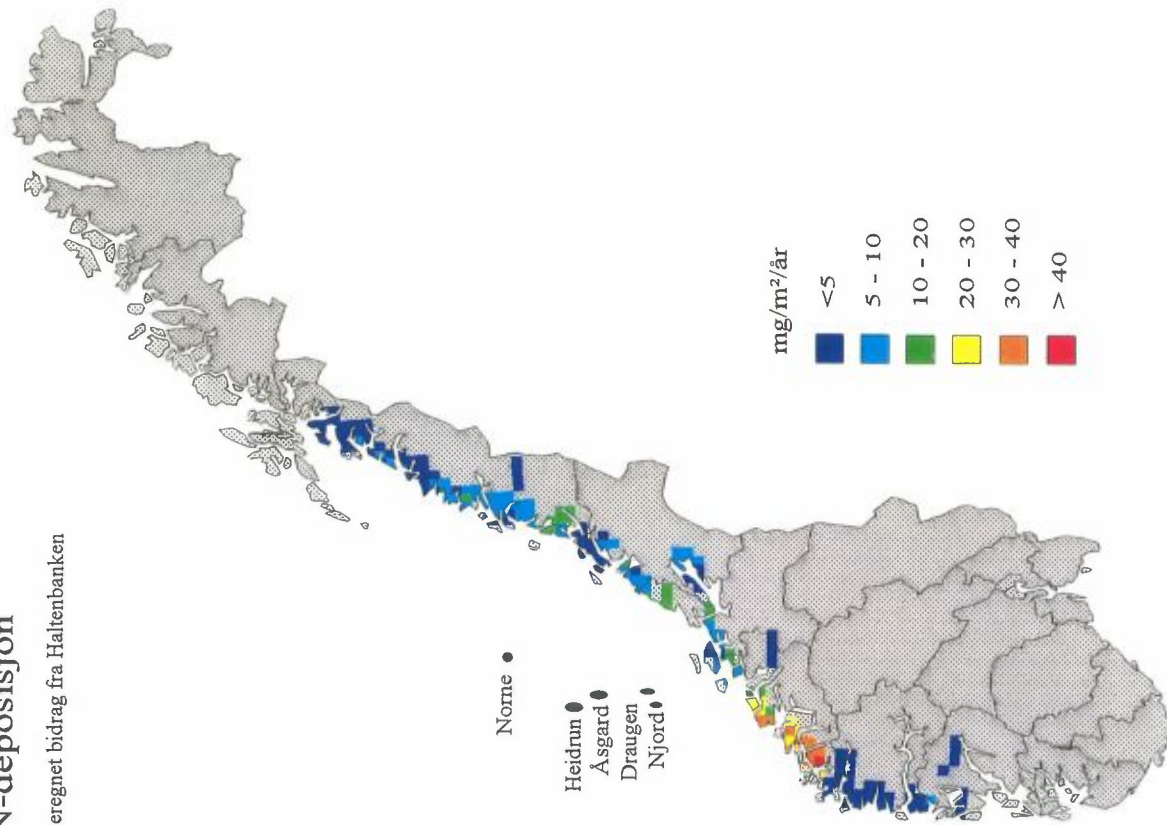 N-deposisjon
eregnet bidrag fra Haltenbanken
Norne
Heidrun
Åsgard
Draugen
Njord
mg/m²/år
<5
5 - 10
10 - 20
20 - 30
30 - 40
> 40